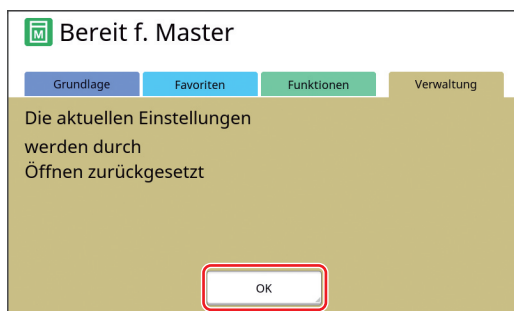 M Bereit f. Master
Grundlage Favoriten Funktionen Verwaltung
Die aktuellen Einstellungen
werden durch
Öffnen zurückgesetzt
OK